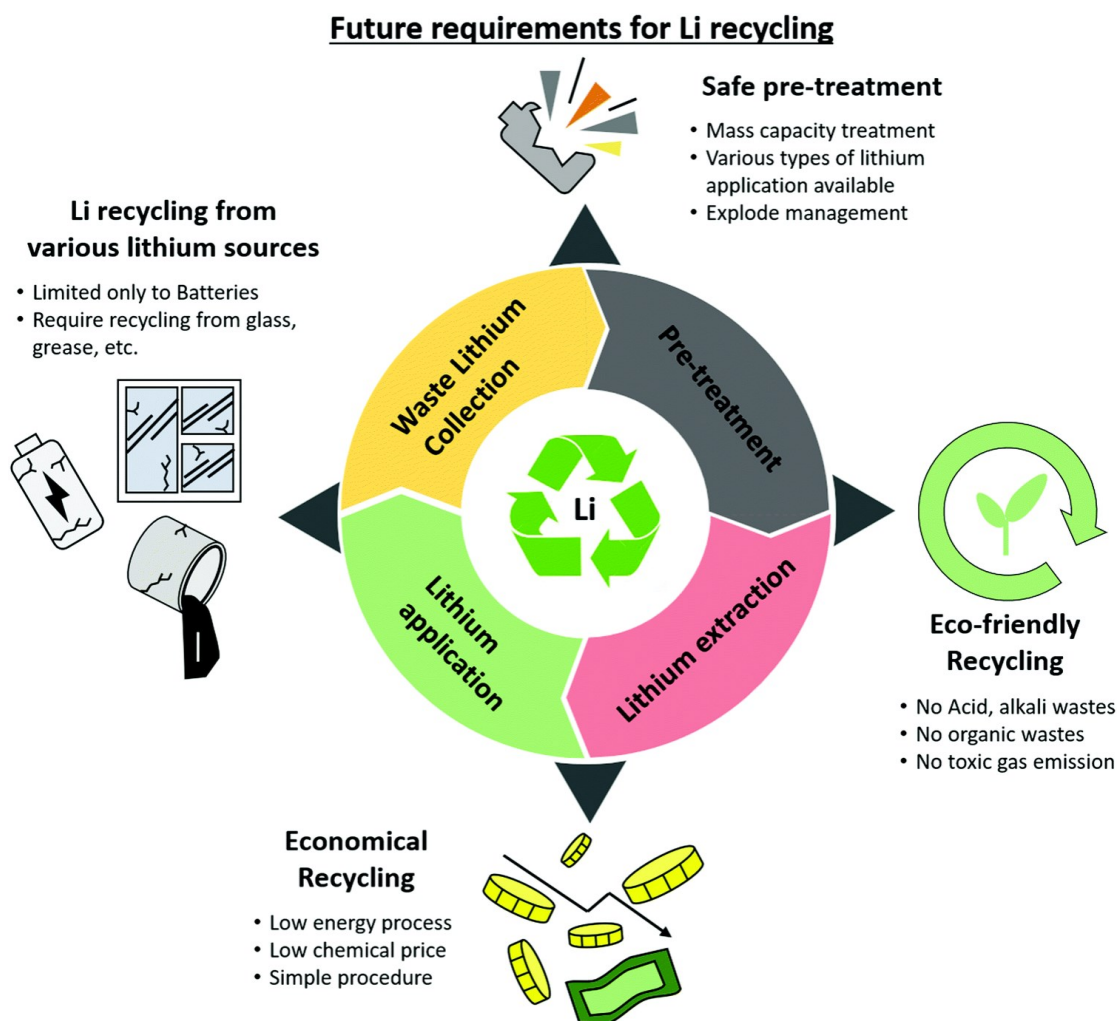 Future requirements for Li recycling
Safe pre-treatment
• Mass capacity treatment
• Various types of lithium
application available
• Explode management
Li recycling from
various lithium sources
• Limited only to Batteries
• Require recycling from glass,
grease, etc.
Waste Lithium
Collection
Pre-treatment
Li
Lithium
application
Lithium extraction
Eco-friendly
Recycling
• No Acid, alkali wastes
• No organic wastes
• No toxic gas emission
Economical
Recycling
• Low energy process
• Low chemical price
• Simple procedure